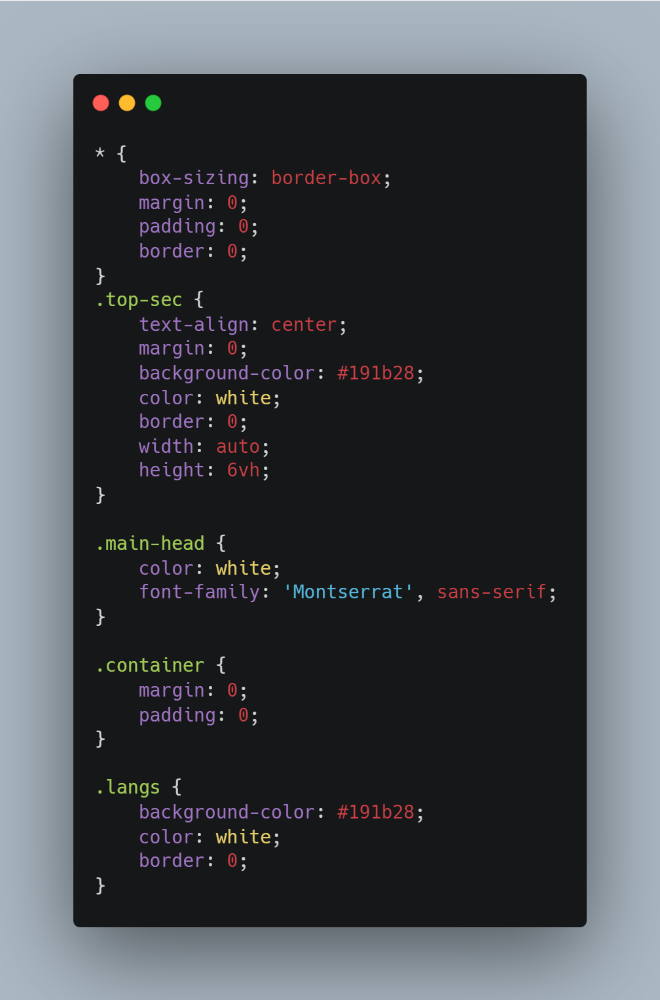 * {
    box-sizing: border-box;
    margin: 0;
    padding: 0;
    border: 0;
}
.top-sec {
    text-align: center;
    margin: 0;
    background-color: #191b28;
    color: white;
    border: 0;
    width: auto;
    height: 6vh;
}

.main-head {
    color: white;
    font-family: 'Montserrat', sans-serif;
}

.container {
    margin: 0;
    padding: 0;
}

.langs {
    background-color: #191b28;
    color: white;
    border: 0;
}